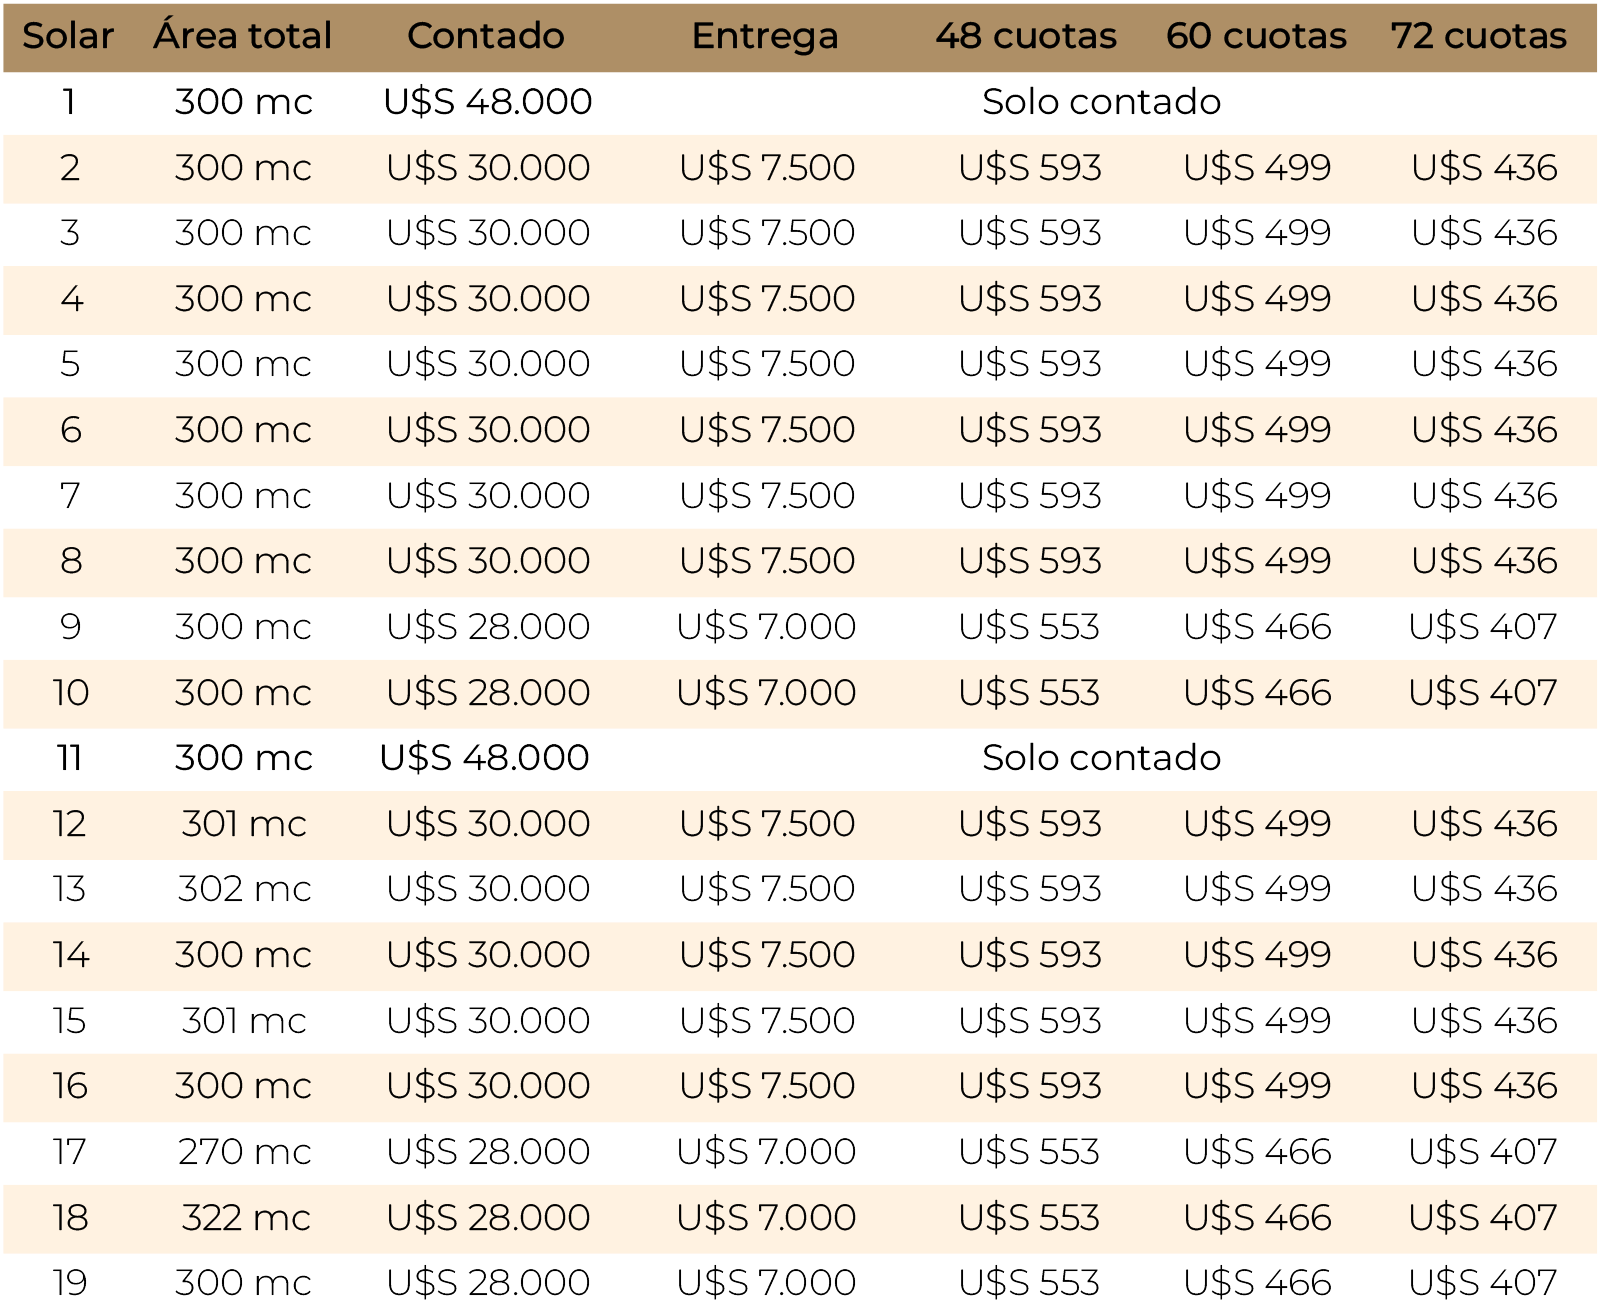 Solar Área total Contado Entrega 48 cuotas 60 cuotas 72 cuotas
1 300 mc U$S 48.000 Solo contado
2 300 mc U$S 30.000 U$S 7.500 U$S 593 U$S 499 U$S 436
3 300 mc U$S 30.000 U$S 7.500 U$S 593 U$S 499 U$S 436
4 300 mc U$S 30.000 U$S 7.500 U$S 593 U$S 499 U$S 436
5 300 mc U$S 30.000 U$S 7.500 U$S 593 U$S 499 U$S 436
6 300 mc U$S 30.000 U$S 7.500 U$S 593 U$S 499 U$S 436
7 300 mc U$S 30.000 U$S 7.500 U$S 593 U$S 499 U$S 436
8 300 mc U$S 30.000 U$S 7.500 U$S 593 U$S 499 U$S 436
9 300 mc U$S 28.000 U$S 7.000 U$S 553 U$S 466 U$S 407
10 300 mc U$S 28.000 U$S 7.000 U$S 553 U$S 466 U$S 407
11 300 mc U$S 48.000 Solo contado
12 301 mc U$S 30.000 U$S 7.500 U$S 593 U$S 499 U$S 436
13 302 mc U$S 30.000 U$S 7.500 U$S 593 U$S 499 U$S 436
14 300 mc U$S 30.000 U$S 7.500 U$S 593 U$S 499 U$S 436
15 301 mc U$S 30.000 U$S 7.500 U$S 593 U$S 499 U$S 436
16 300 mc U$S 30.000 U$S 7.500 U$S 593 U$S 499 U$S 436
17 270 mc U$S 28.000 U$S 7.000 U$S 553 U$S 466 U$S 407
18 322 mc U$S 28.000 U$S 7.000 U$S 553 U$S 466 U$S 407
19 300 mc U$S 28.000 U$S 7.000 U$S 553 U$S 466 U$S 407